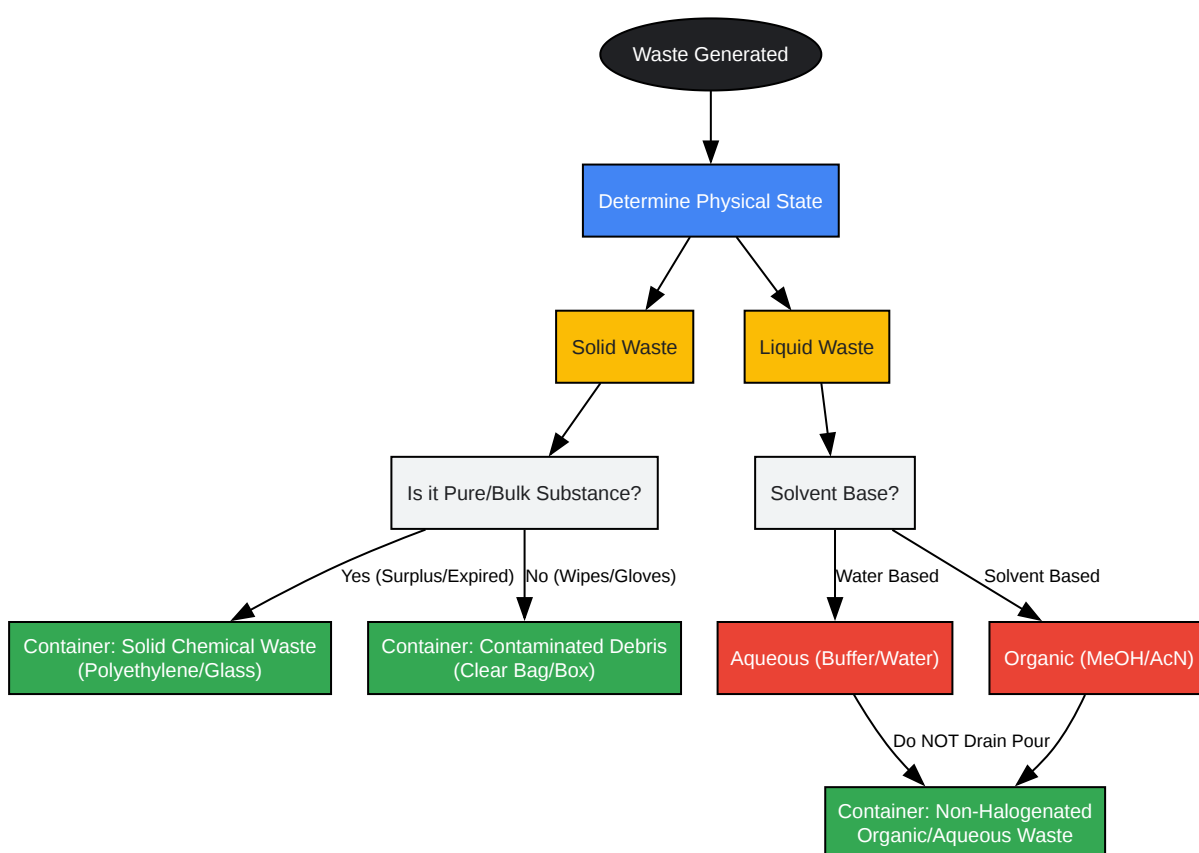 Waste Generated
Determine Physical State
Solid Waste
Liquid Waste
Is it Pure/Bulk Substance?
Solvent Base?
Yes (Surplus/Expired)
No (Wipes/Gloves)
Water Based
Solvent Based
Container: Solid Chemical Waste
(Polyethylene/Glass)
Container: Contaminated Debris
(Clear Bag/Box)
Aqueous (Buffer/Water)
Organic (MeOH/AcN)
Do NOT Drain Pour
Container: Non-Halogenated
Organic/Aqueous Waste